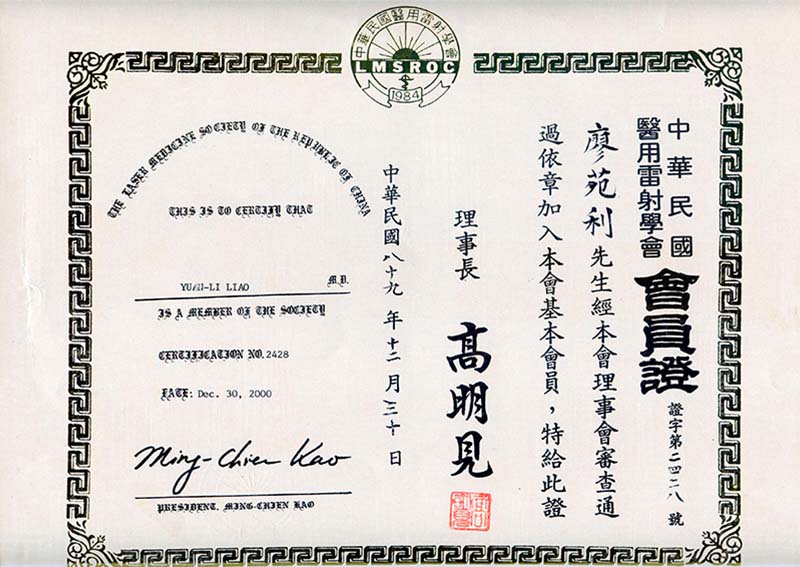 中華民國醫用雷射學會
LMSROC
1984
中華民國
醫用雷射學會
會員證
證字第二四二八號
廖苑利先生經本會理事會審查通
過依章加入本會基本會員，特給此證
理事長 高明見
中華民國八十九年十二月三十日
THE LASER MEDICINE SOCIETY OF THE REPUBLIC OF CHINA
THIS IS TO CERTIFY THAT
YUAN-LI LIAO M.D.
IS A MEMBER OF THE SOCIETY
CERTIFICATION NO. 2428
DATE: Dec. 30, 2000
Ming-Chien Kao
PRESIDENT. MING-CHIEN KAO